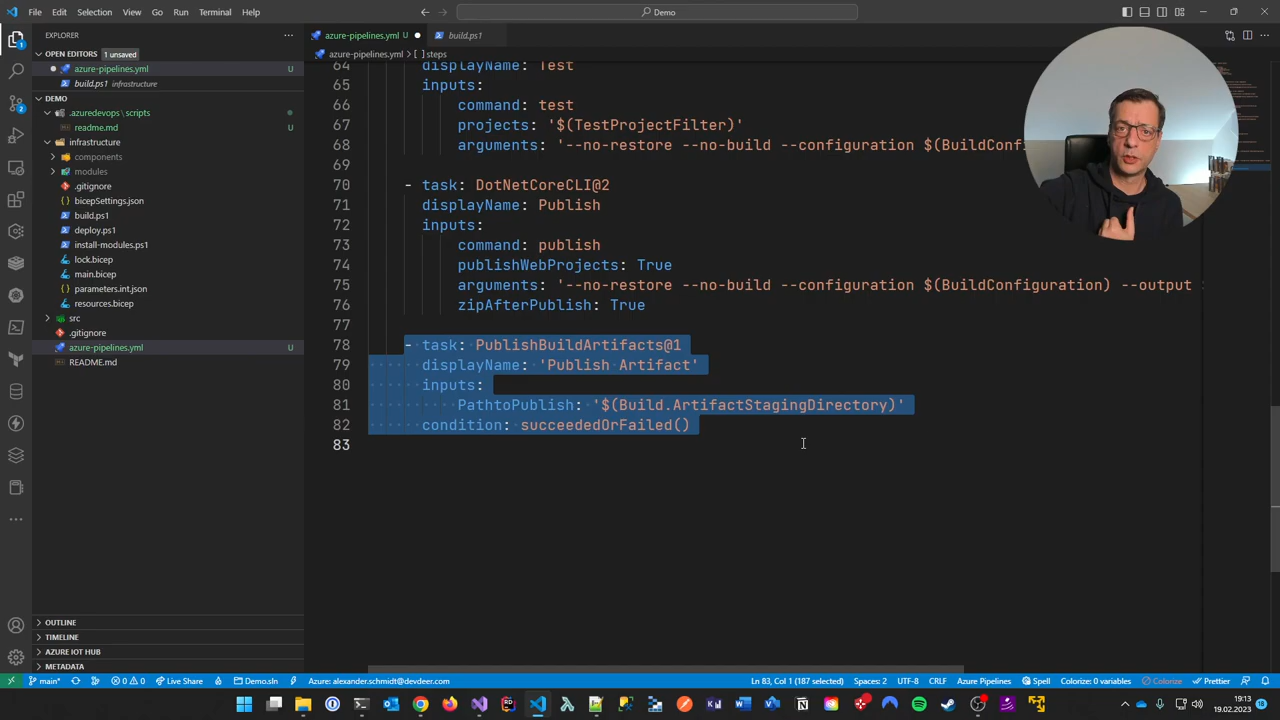 File Edit Selection View Go Run Terminal Help
Demo
EXPLORER
OPEN EDITORS 1 unsaved
azure-pipelines.yml U
build.ps1 infrastructure
DEMO
.azuredevops \ scripts
readme.md U
infrastructure
components
modules
.gitignore
bicepSettings.json
build.ps1
deploy.ps1
install-modules.ps1
lock.bicep
main.bicep
parameters.int.json
resources.bicep
src
.gitignore
azure-pipelines.yml U
README.md
OUTLINE
TIMELINE
AZURE IOT HUB
METADATA
azure-pipelines.yml U
build.ps1
azure-pipelines.yml > [ ] steps
64 displayName: Test
65 inputs:
66 command: test
67 projects: '$(TestProjectFilter)'
68 arguments: '--no-restore --no-build --configuration $(BuildConf
69
70 - task: DotNetCoreCLI@2
71 displayName: Publish
72 inputs:
73 command: publish
74 publishWebProjects: True
75 arguments: '--no-restore --no-build --configuration $(BuildConfiguration) --output
76 zipAfterPublish: True
77
78 - task: PublishBuildArtifacts@1
79 displayName: 'Publish Artifact'
80 inputs:
81 PathtoPublish: '$(Build.ArtifactStagingDirectory)'
82 condition: succeededOrFailed()
83
main* 0 0 Live Share Demo.sln Azure: alexander.schmidt@devdeer.com Ln 83, Col 1 (187 selected) Spaces: 2 UTF-8 CRLF Azure Pipelines Spell Colorize: 0 variables Colorize Prettier
19:13
19.02.2023